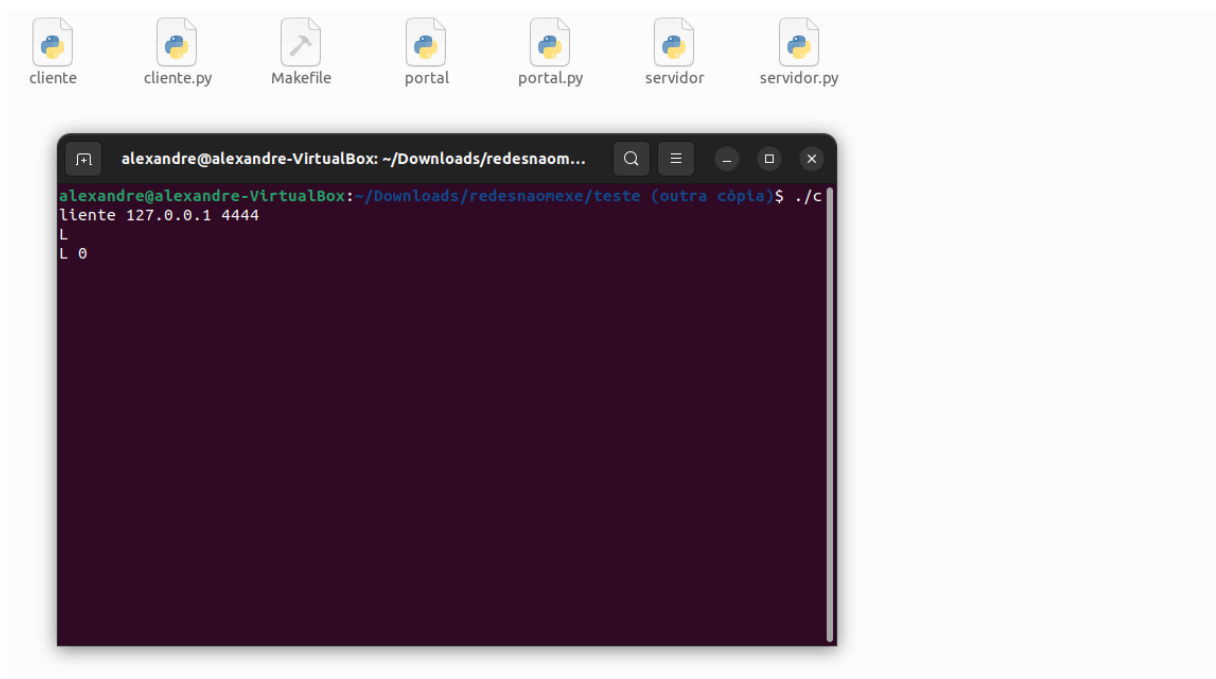 cliente cliente.py Makefile portal portal.py servidor servidor.py
alexandre@alexandre-VirtualBox: ~/Downloads/redesnaom...
alexandre@alexandre-VirtualBox:~/Downloads/redesnaomexe/teste (outra cópia)$ ./c
liente 127.0.0.1 4444
L
L 0